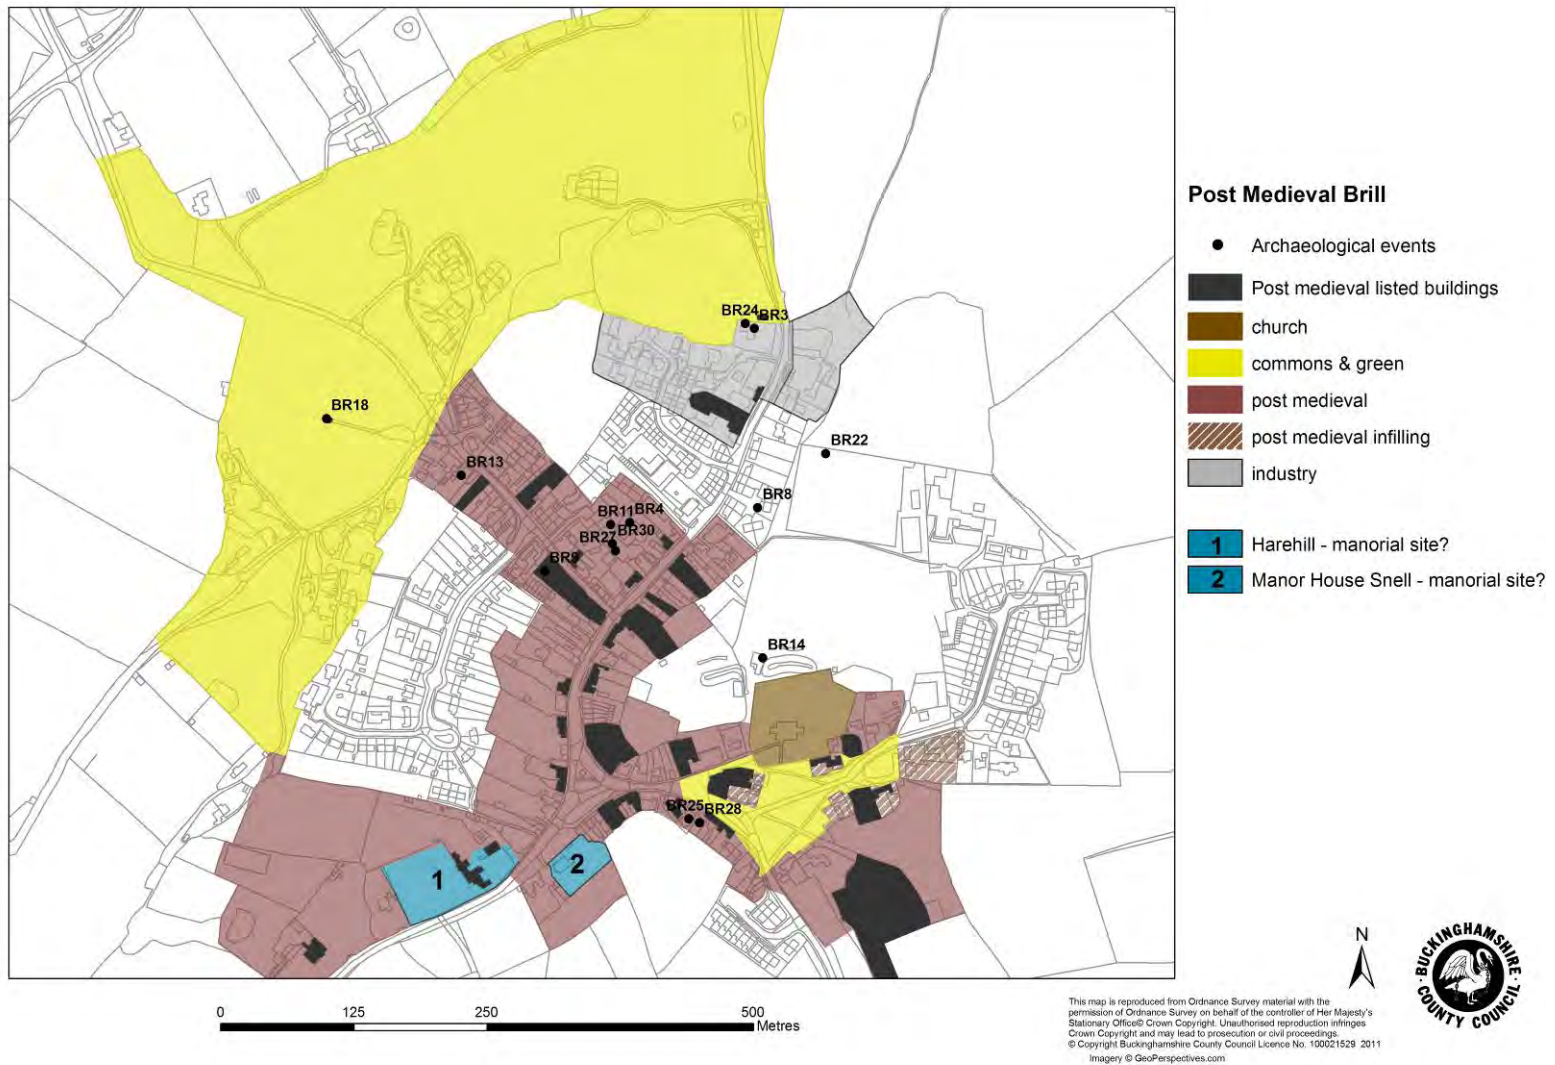 BR24
BR3
BR18
BR22
BR13
BR8
BR11
BR4
BR27
BR30
BR9
BR14
BR25
BR28
1
2
Post Medieval Brill
Archaeological events
Post medieval listed buildings
church
commons & green
post medieval
post medieval infilling
industry
1 Harehill - manorial site?
2 Manor House Snell - manorial site?
N
BUCKINGHAMSHIRE
COUNTY COUNCIL
0 125 250 500
Metres
This map is reproduced from Ordnance Survey material with the
permission of Ordnance Survey on behalf of the controller of Her Majesty's
Stationary Office© Crown Copyright. Unauthorised reproduction infringes
Crown Copyright and may lead to prosecution or civil proceedings.
© Copyright Buckinghamshire County Council Licence No. 100021529 2011
Imagery © GeoPerspectives.com